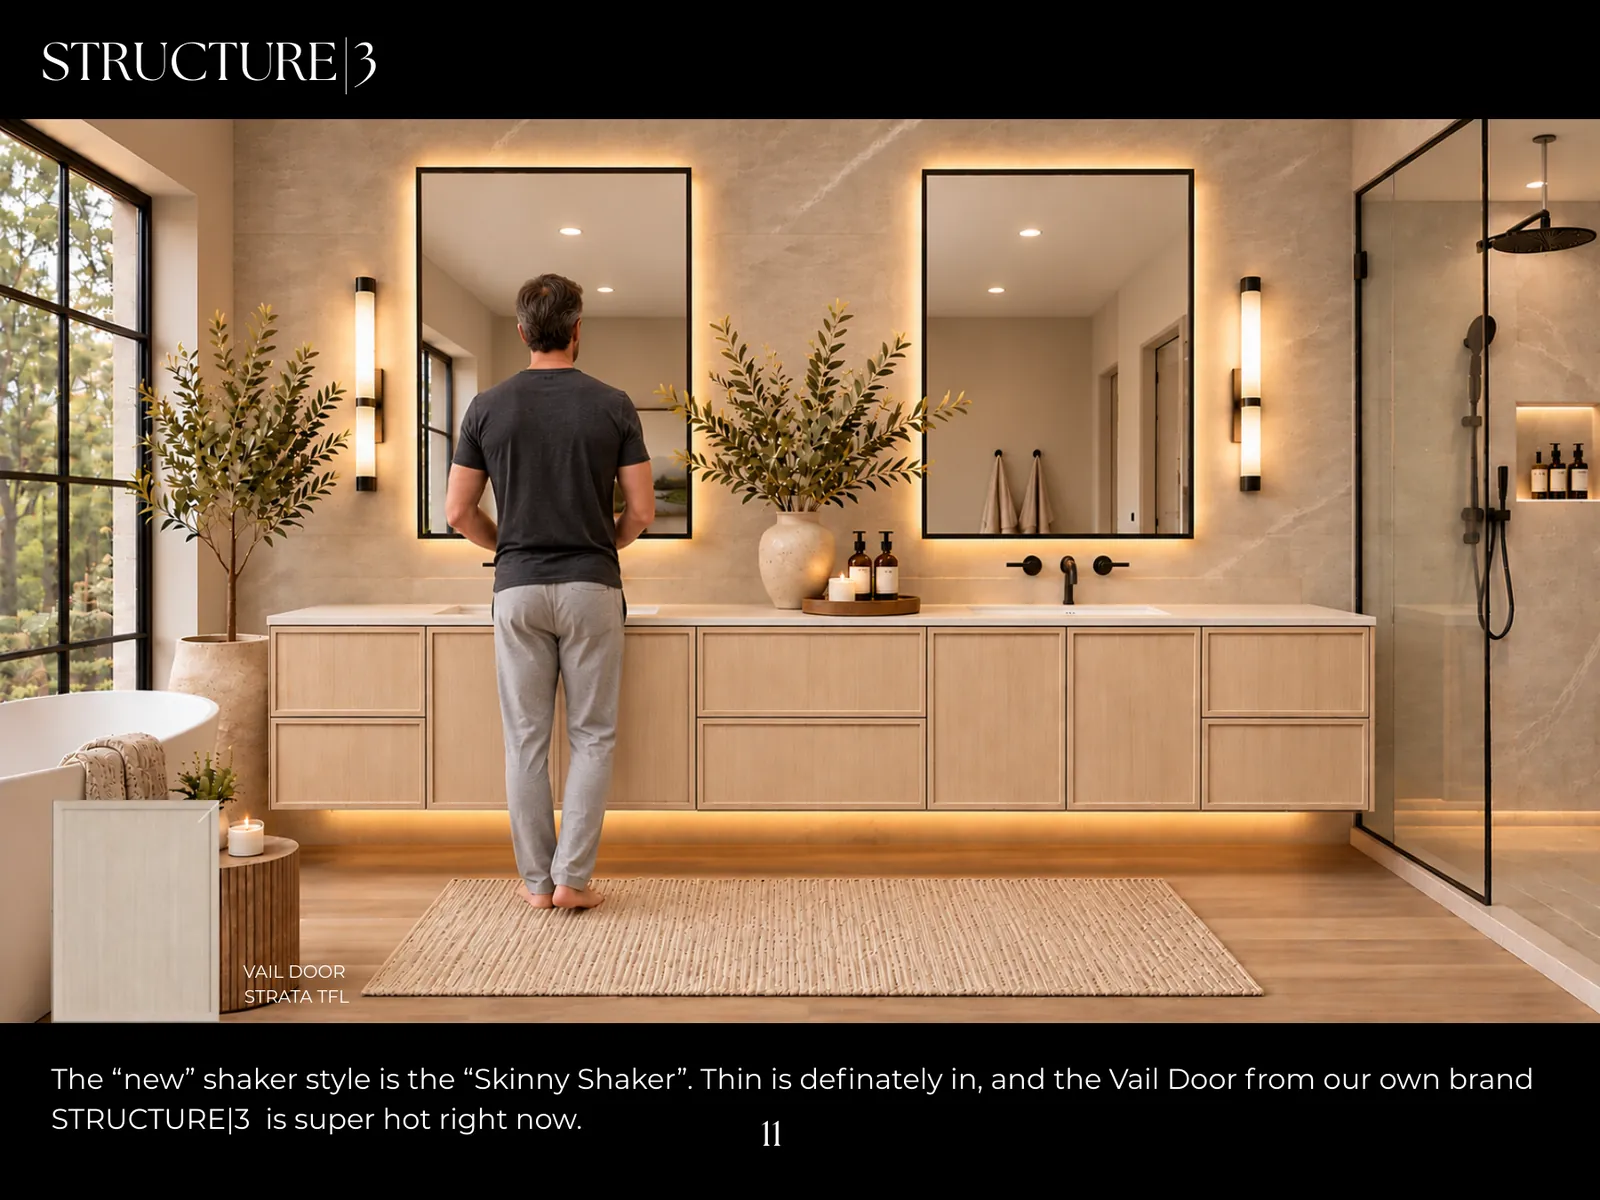 STRUCTURE|3
VAIL DOOR
STRATA TFL
The “new” shaker style is the “Skinny Shaker”. Thin is definately in, and the Vail Door from our own brand
STRUCTURE|3 is super hot right now.
11